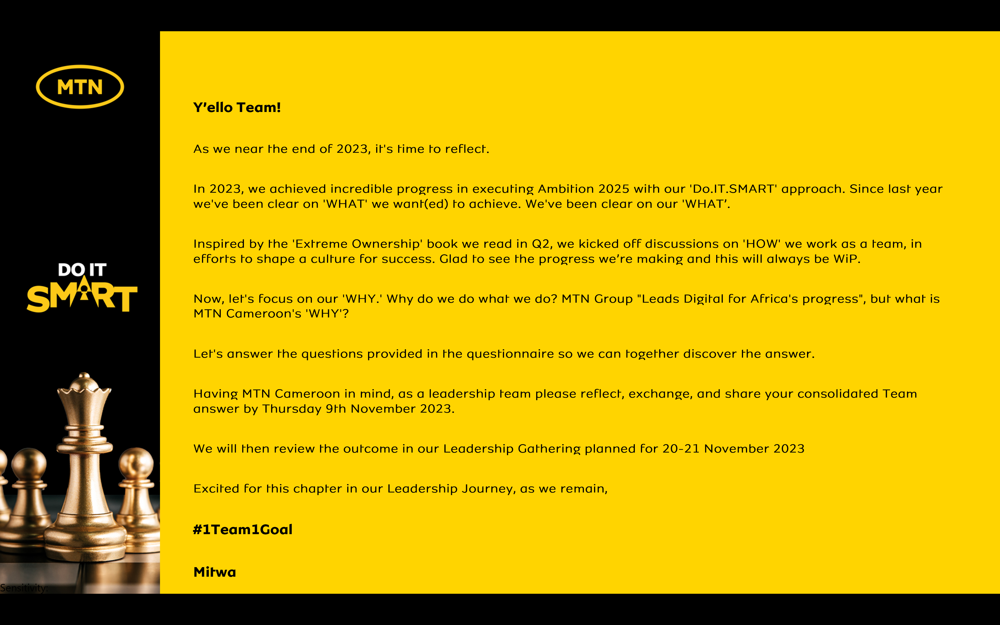 MTN
DO IT
SMART
Sensitivity:
Y’ello Team!
As we near the end of 2023, it's time to reflect.
In 2023, we achieved incredible progress in executing Ambition 2025 with our 'Do.IT.SMART' approach. Since last year
we've been clear on 'WHAT' we want(ed) to achieve. We've been clear on our 'WHAT’.
Inspired by the 'Extreme Ownership' book we read in Q2, we kicked off discussions on 'HOW' we work as a team, in
efforts to shape a culture for success. Glad to see the progress we’re making and this will always be WiP.
Now, let's focus on our 'WHY.' Why do we do what we do? MTN Group "Leads Digital for Africa's progress", but what is
MTN Cameroon's 'WHY'?
Let's answer the questions provided in the questionnaire so we can together discover the answer.
Having MTN Cameroon in mind, as a leadership team please reflect, exchange, and share your consolidated Team
answer by Thursday 9th November 2023.
We will then review the outcome in our Leadership Gathering planned for 20-21 November 2023
Excited for this chapter in our Leadership Journey, as we remain,
#1Team1Goal
Mitwa